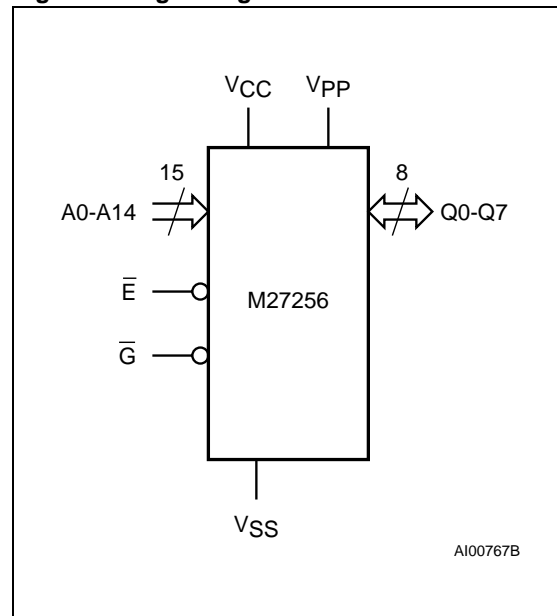 VCC VPP
15 8
A0-A14 Q0-Q7
E̅
M27256
G̅
VSS
AI00767B